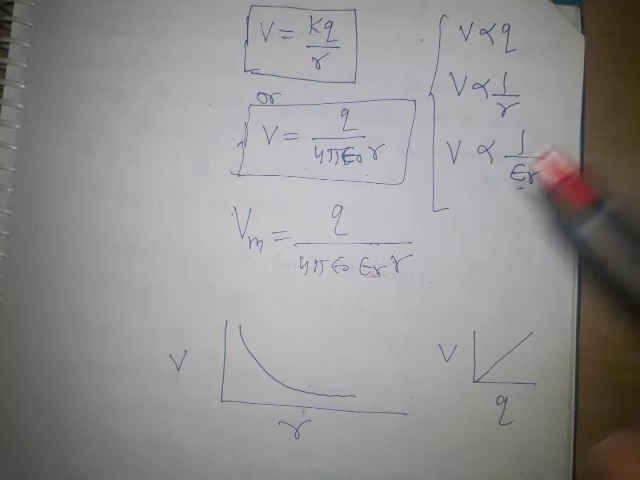 V = Kq/r
or
V = q/4πε₀r
Vm = q/4πε₀εr r
V ∝ q
V ∝ 1/r
V ∝ 1/εr
V
r
V
q